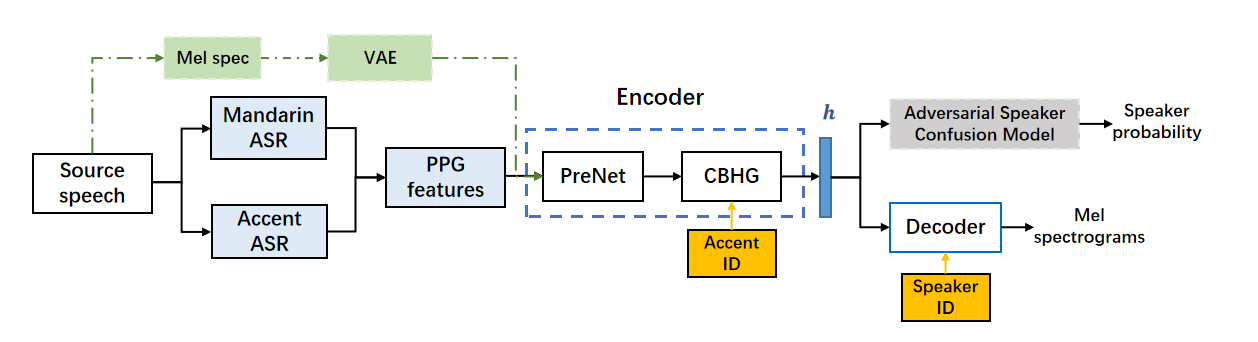 Mel spec
VAE
Source
speech
Mandarin
ASR
Accent
ASR
PPG
features
Encoder
PreNet
CBHG
Accent
ID
h
Adversarial Speaker
Confusion Model
Speaker
probability
Decoder
Mel
spectrograms
Speaker
ID